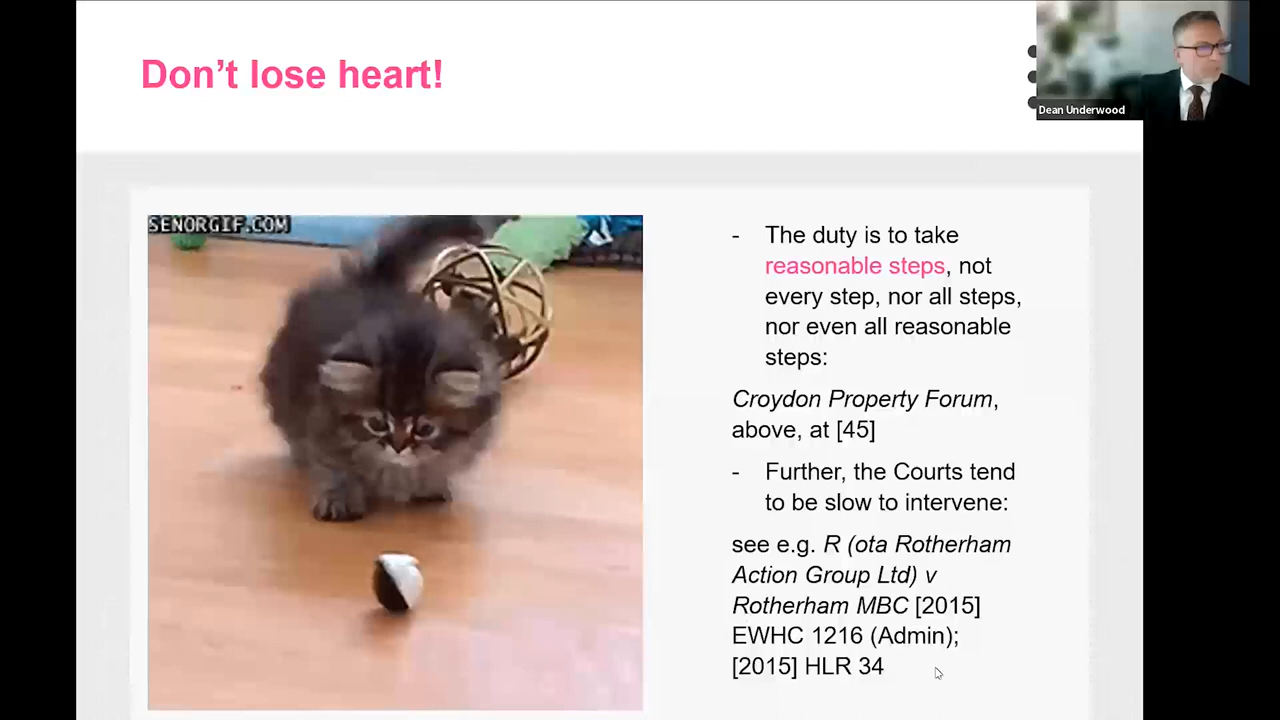 Don’t lose heart!
Dean Underwood
SENORGIF.COM
- The duty is to take
reasonable steps, not
every step, nor all steps,
nor even all reasonable
steps:
Croydon Property Forum,
above, at [45]
- Further, the Courts tend
to be slow to intervene:
see e.g. R (ota Rotherham
Action Group Ltd) v
Rotherham MBC [2015]
EWHC 1216 (Admin);
[2015] HLR 34